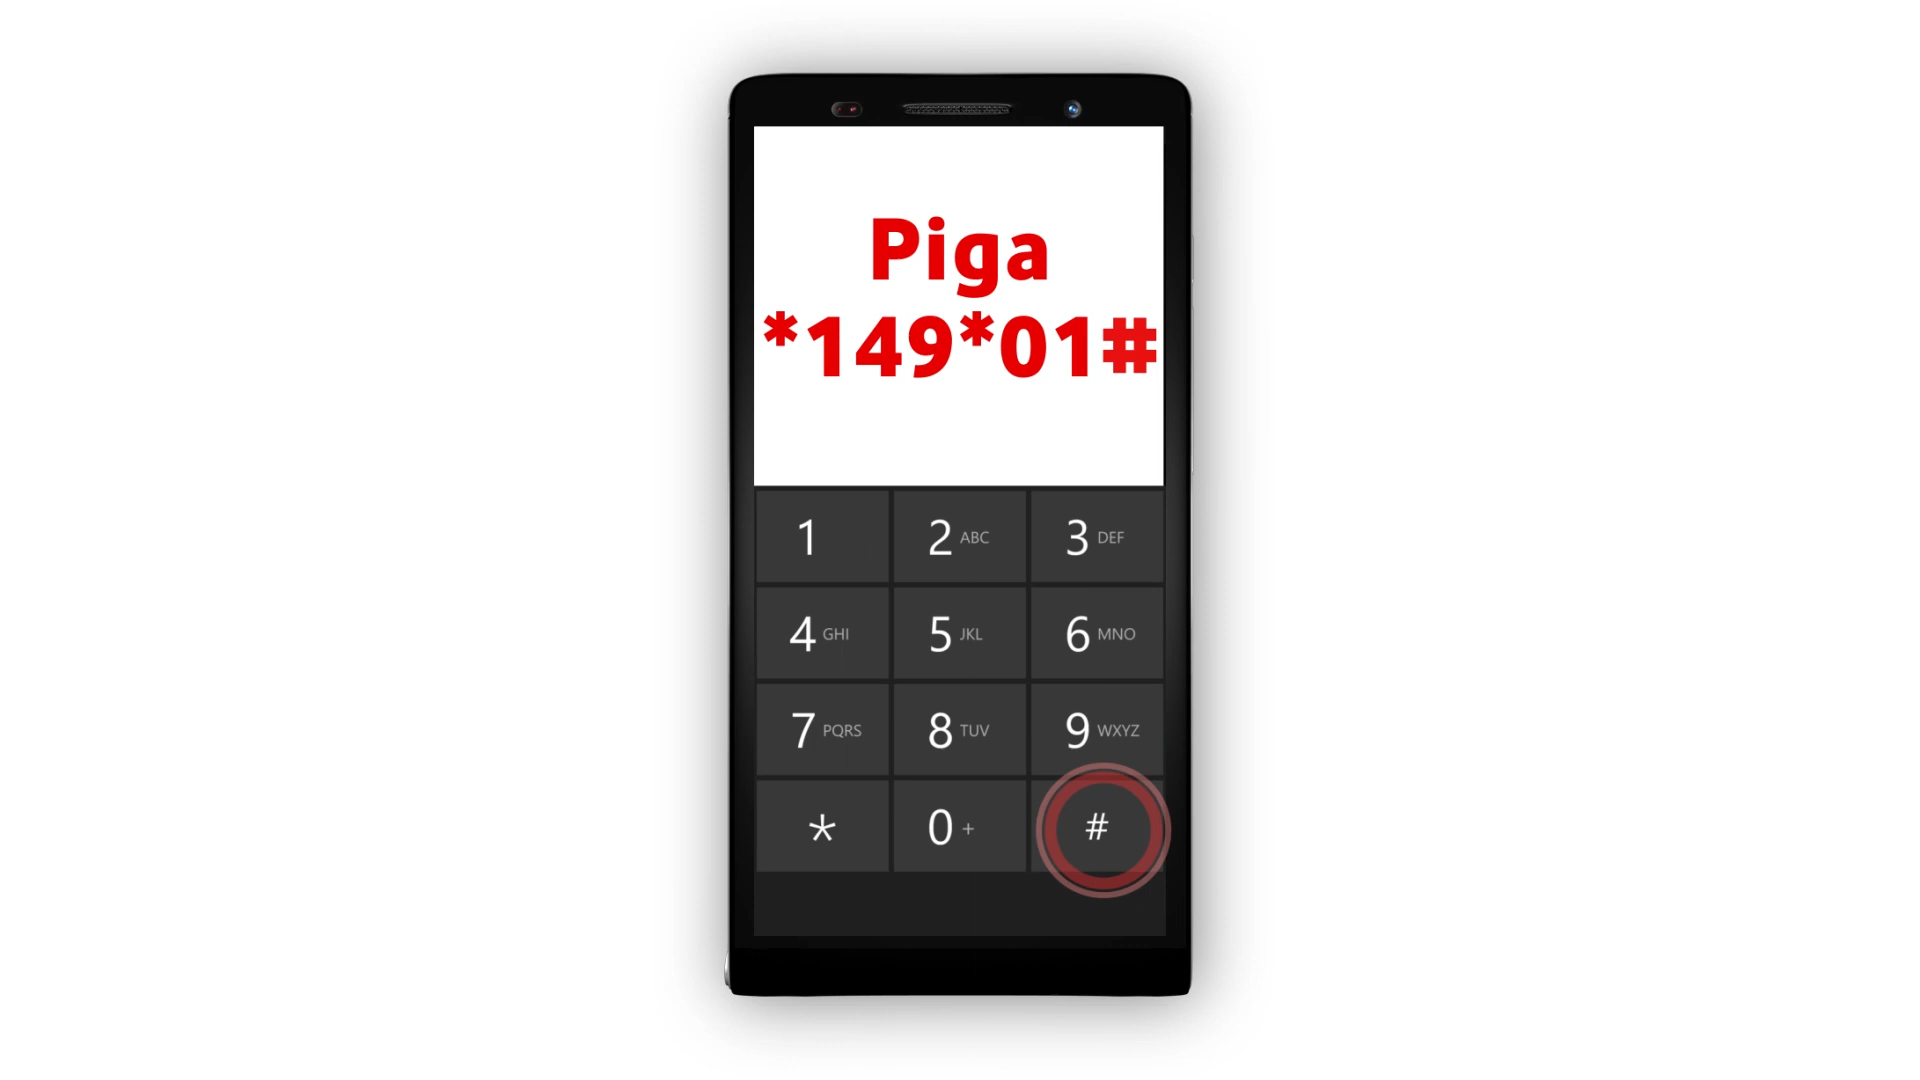 Piga
*149*01#
1 2 ABC 3 DEF
4 GHI 5 JKL 6 MNO
7 PQRS 8 TUV 9 WXYZ
* 0 + #